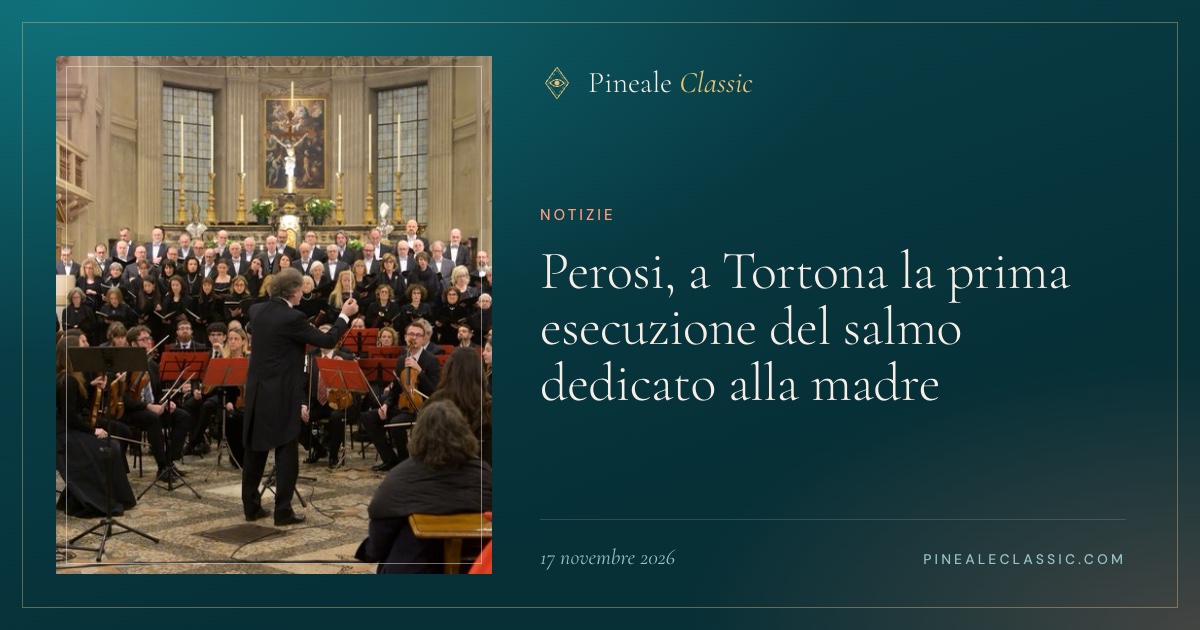 Pineale Classic
NOTIZIE
Perosi, a Tortona la prima
esecuzione del salmo
dedicato alla madre
17 novembre 2026
PINEALECLASSIC.COM